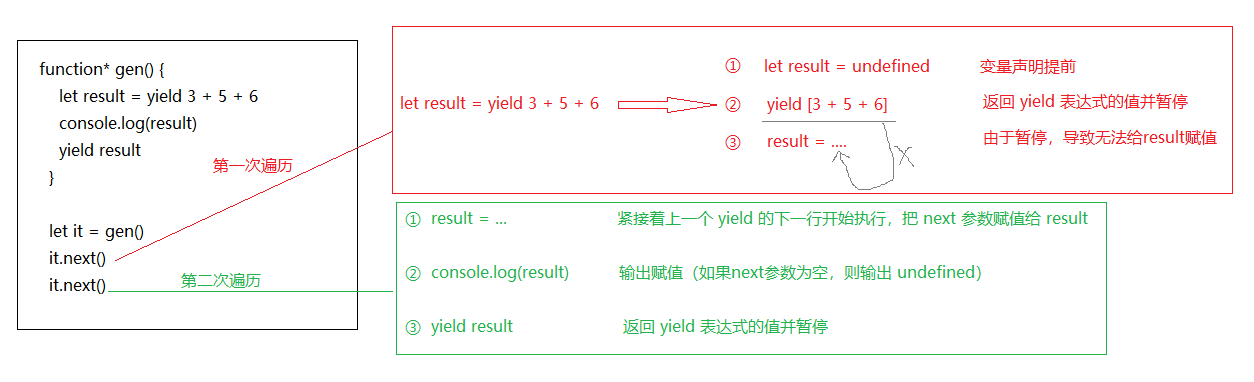 function* gen() {
let result = yield 3 + 5 + 6
console.log(result)
yield result
}
第一次遍历
let it = gen()
it.next()
it.next()
第二次遍历
let result = yield 3 + 5 + 6
① let result = undefined 变量声明提前
② yield [3 + 5 + 6] 返回 yield 表达式的值并暂停
③ result = .... 由于暂停，导致无法给result赋值
① result = ... 紧接着上一个 yield 的下一行开始执行，把 next 参数赋值给 result
② console.log(result) 输出赋值（如果next参数为空，则输出 undefined）
③ yield result 返回 yield 表达式的值并暂停